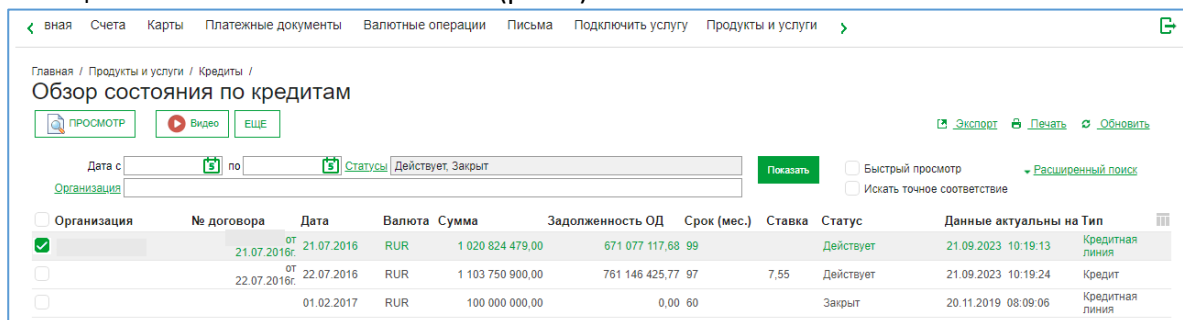 вная Счета Карты Платежные документы Валютные операции Письма Подключить услугу Продукты и услуги
Главная / Продукты и услуги / Кредиты /
Обзор состояния по кредитам
ПРОСМОТР Видео ЕЩЕ Экспорт Печать Обновить
Дата с 5 по 5 Статусы Действует, Закрыт Показать Быстрый просмотр Расширенный поиск
Организация Искать точное соответствие
Организация № договора Дата Валюта Сумма Задолженность ОД Срок (мес.) Ставка Статус Данные актуальны на Тип
от 21.07.2016г. 21.07.2016 RUR 1 020 824 479,00 671 077 117,68 99 Действует 21.09.2023 10:19:13 Кредитная линия
от 22.07.2016г. 22.07.2016 RUR 1 103 750 900,00 761 146 425,77 97 7,55 Действует 21.09.2023 10:19:24 Кредит
01.02.2017 RUR 100 000 000,00 0,00 60 Закрыт 20.11.2019 08:09:06 Кредитная линия